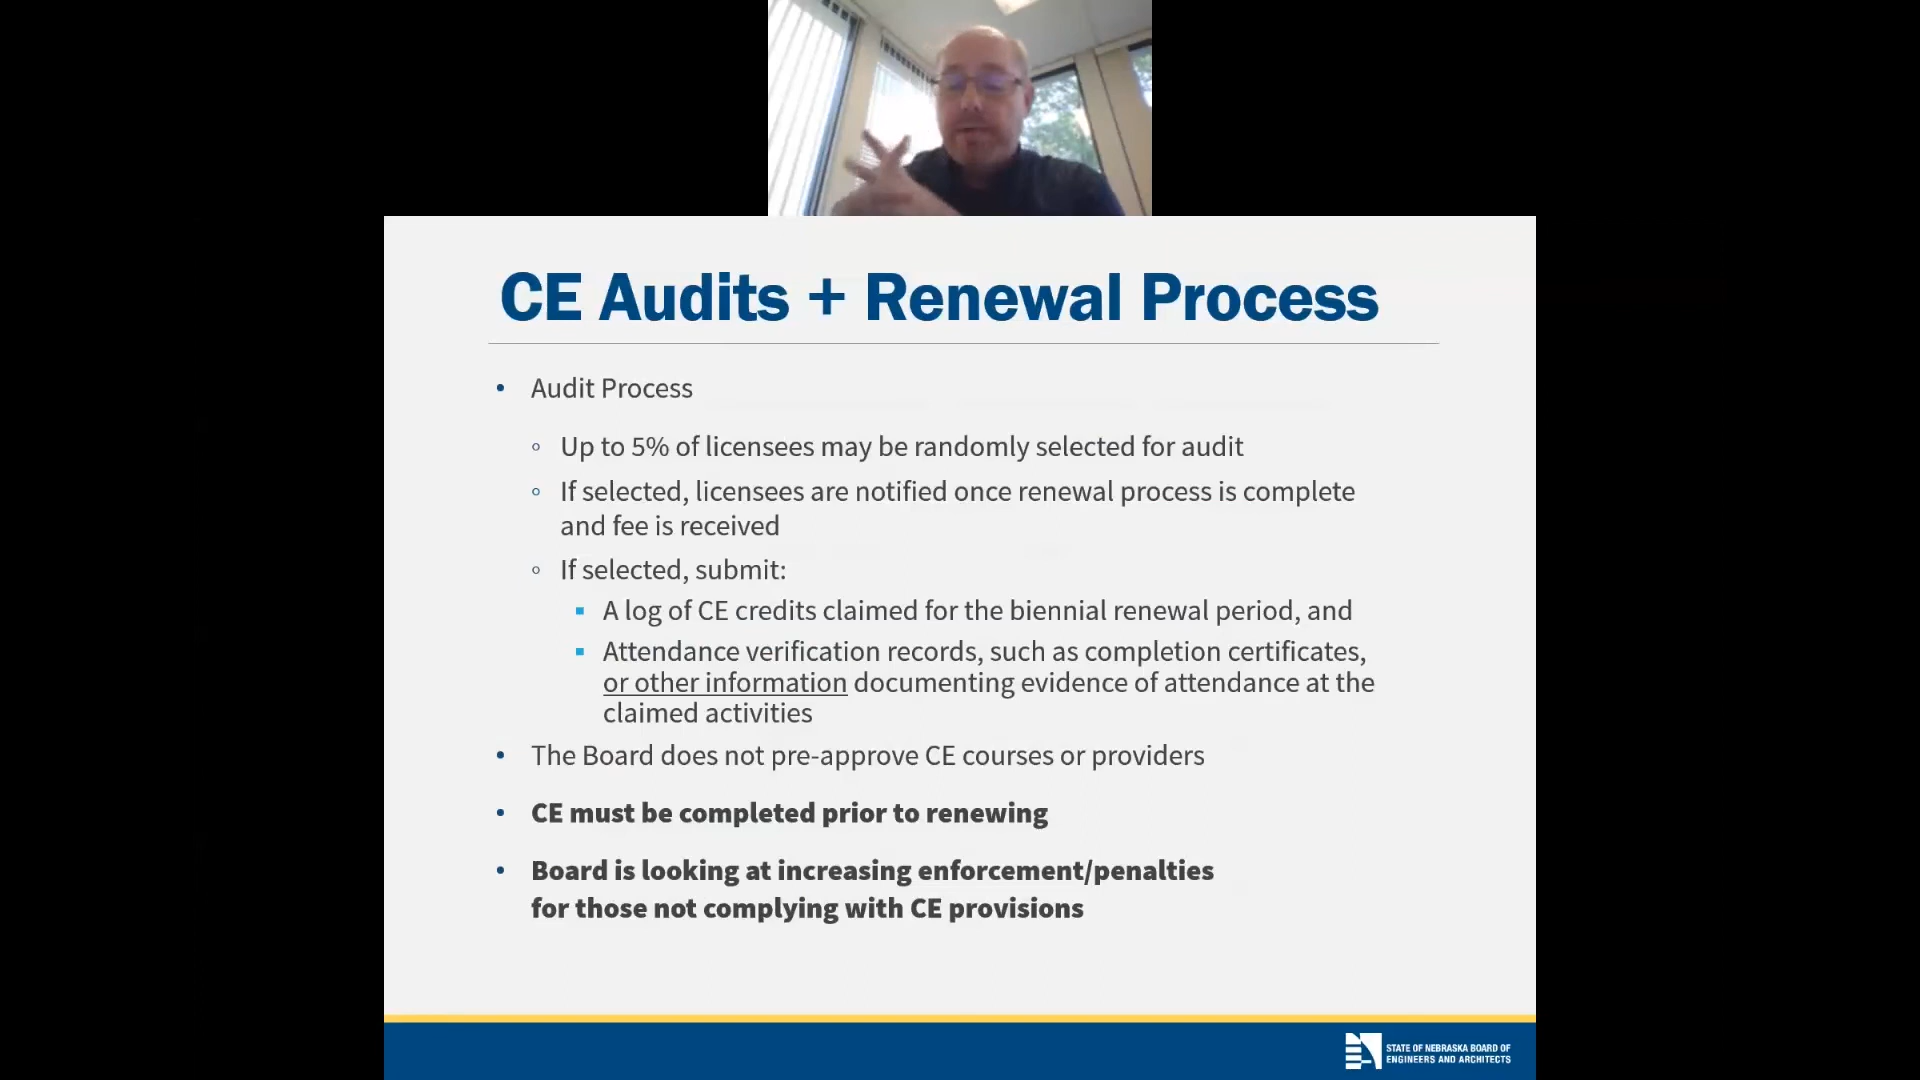 CE Audits + Renewal Process
• Audit Process
◦ Up to 5% of licensees may be randomly selected for audit
◦ If selected, licensees are notified once renewal process is complete
and fee is received
◦ If selected, submit:
▪ A log of CE credits claimed for the biennial renewal period, and
▪ Attendance verification records, such as completion certificates,
or other information documenting evidence of attendance at the
claimed activities
• The Board does not pre-approve CE courses or providers
• CE must be completed prior to renewing
• Board is looking at increasing enforcement/penalties
for those not complying with CE provisions
STATE OF NEBRASKA BOARD OF
ENGINEERS AND ARCHITECTS